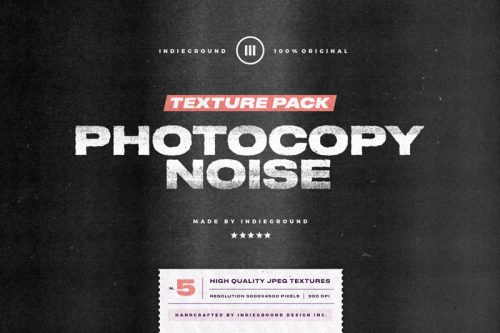 INDIEGROUND III 100% ORIGINAL
TEXTURE PACK
PHOTOCOPY
NOISE
MADE BY INDIEGROUND
★★★★★
N. 5
HIGH QUALITY JPEG TEXTURES
RESOLUTION 3000X4500 PIXELS | 300 DPI
HANDCRAFTED BY INDIEGROUND DESIGN INC.